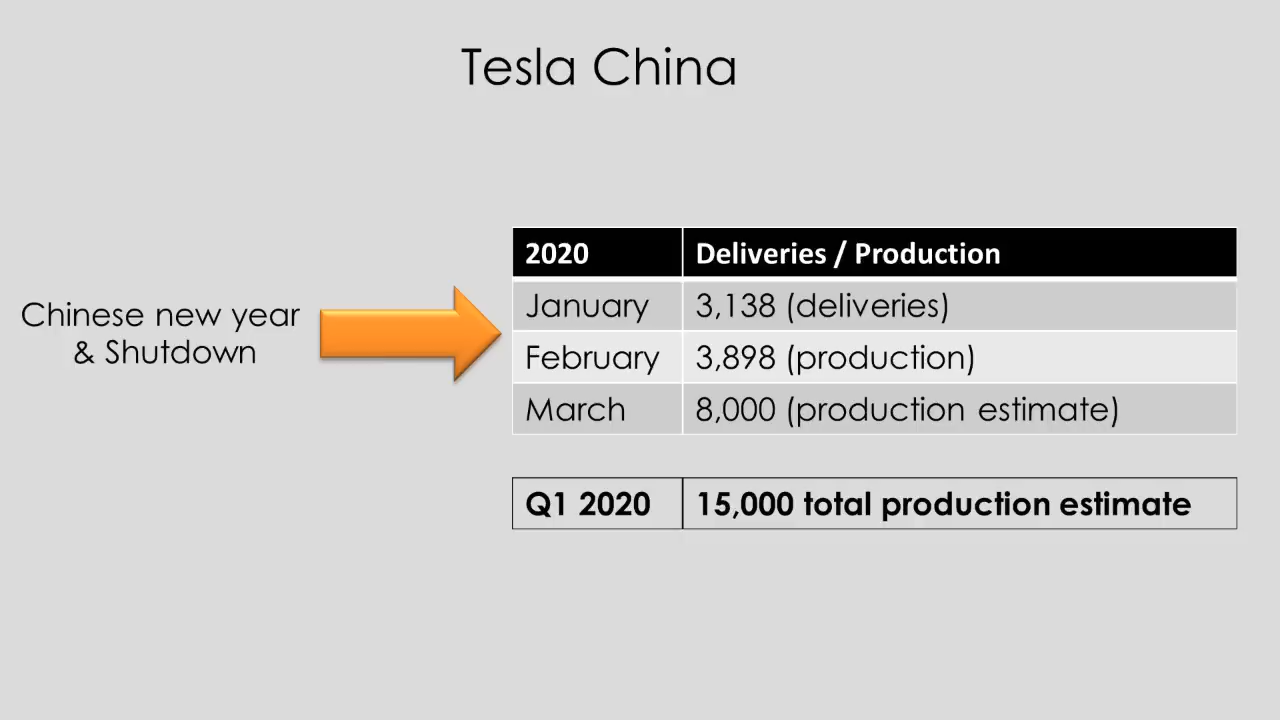 Tesla China
Chinese new year
& Shutdown
2020 Deliveries / Production
January 3,138 (deliveries)
February 3,898 (production)
March 8,000 (production estimate)
Q1 2020 15,000 total production estimate